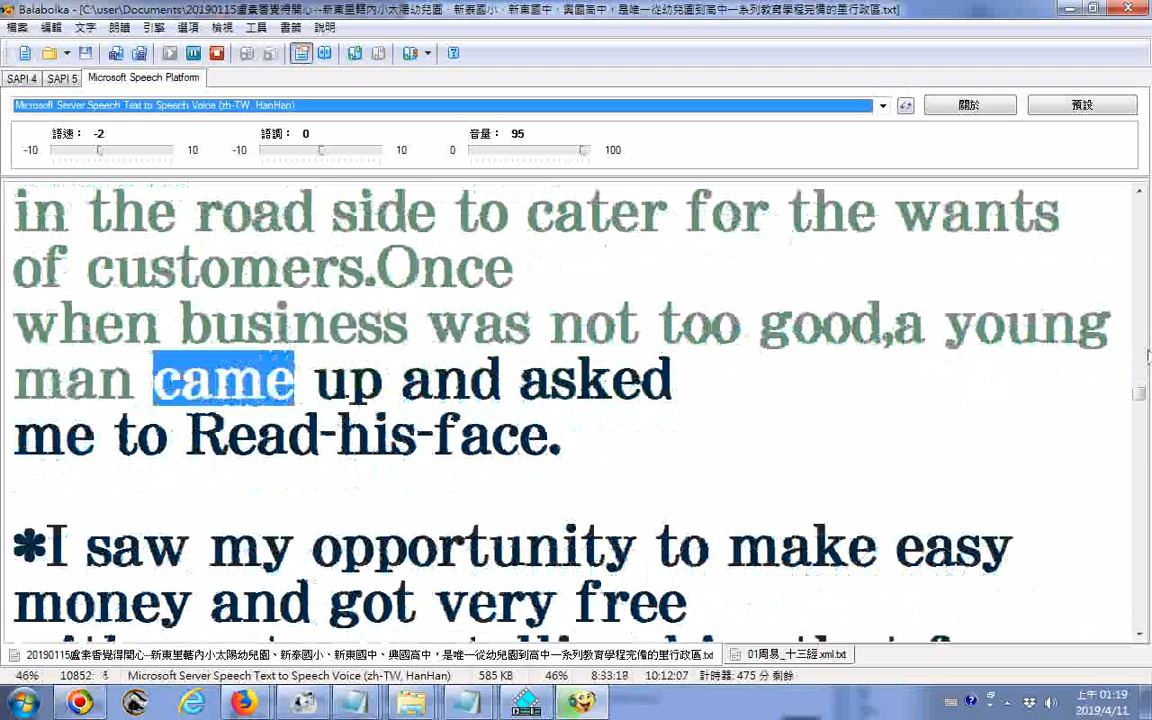 Balabolka - [C:\user\Documents\20190115盧素香覺得開心--新東里轄內小太陽幼兒園、新泰國小、新東國中、興國高中，是唯一從幼兒園到高中一系列教育學程完備的里行政區.txt]
檔案 編輯 文字 朗讀 引擎 選項 檢視 工具 書籤 說明
SAPI 4 SAPI 5 Microsoft Speech Platform
Microsoft Server Speech Text to Speech Voice (zh-TW, HanHan) 關於 預設
語速： -2 語調： 0 音量： 95
-10 10 -10 10 0 100
in the road side to cater for the wants
of customers.Once
when business was not too good,a young
man came up and asked
me to Read-his-face.
*I saw my opportunity to make easy
money and got very free
20190115盧素香覺得開心--新東里轄內小太陽幼兒園、新泰國小、新東國中、興國高中，是唯一從幼兒園到高中一系列教育學程完備的里行政區.txt 01周易_十三經.xml.txt
46% 10852: Microsoft Server Speech Text to Speech Voice (zh-TW, HanHan) 585 KB 46% 8:33:18 10:12:07 計時器: 475 分 剩餘
上午 01:19
2019/4/11